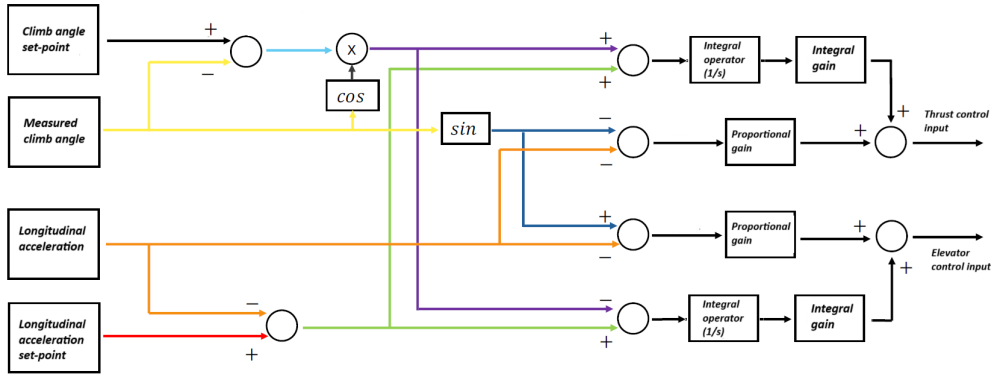 Climb angle
set-point
+
−
x
cos
Measured
climb angle
sin
+
+
Integral
operator
(1/s)
Integral
gain
+
Thrust control
input
−
−
Proportional
gain
+
Longitudinal
acceleration
+
−
Proportional
gain
+
+
Elevator
control input
Longitudinal
acceleration
set-point
−
+
−
+
Integral
operator
(1/s)
Integral
gain